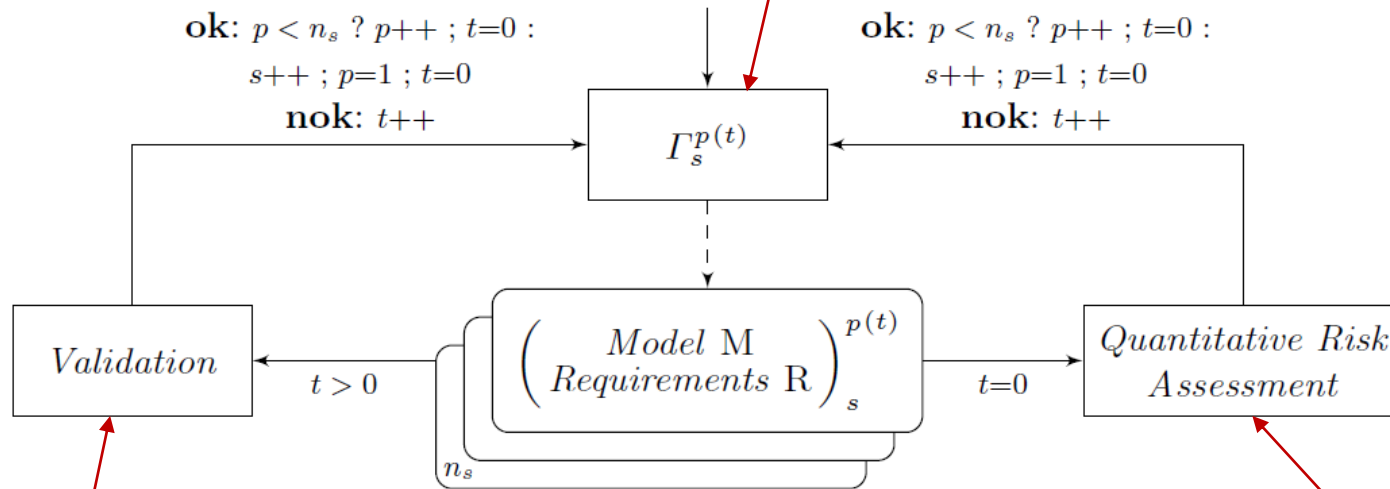 ok: p < n_s ? p++ ; t=0 :
s++ ; p=1 ; t=0
nok: t++
ok: p < n_s ? p++ ; t=0 :
s++ ; p=1 ; t=0
nok: t++
Γ_s^{p(t)}
Validation
t > 0
(Model M
Requirements R)_s^{p(t)}
n_s
t=0
Quantitative Risk
Assessment